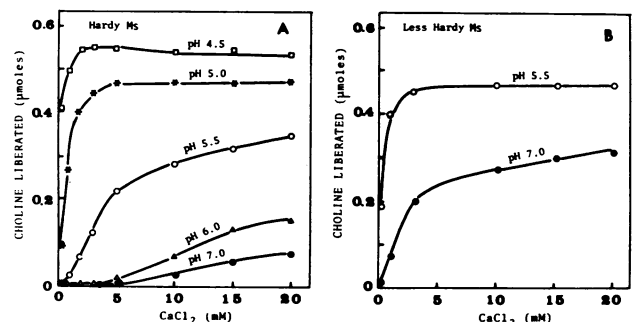 Hardy Ms
A
CHOLINE LIBERATED (μmoles)
0.6
0.4
0.2
0
pH 4.5
pH 5.0
pH 5.5
pH 6.0
pH 7.0
0 5 10 15 20
CaCl2 (mM)
Less Hardy Ms
B
CHOLINE LIBERATED (μmoles)
0.6
0.4
0.2
0
pH 5.5
pH 7.0
0 5 10 15 20
CaCl2 (mM)